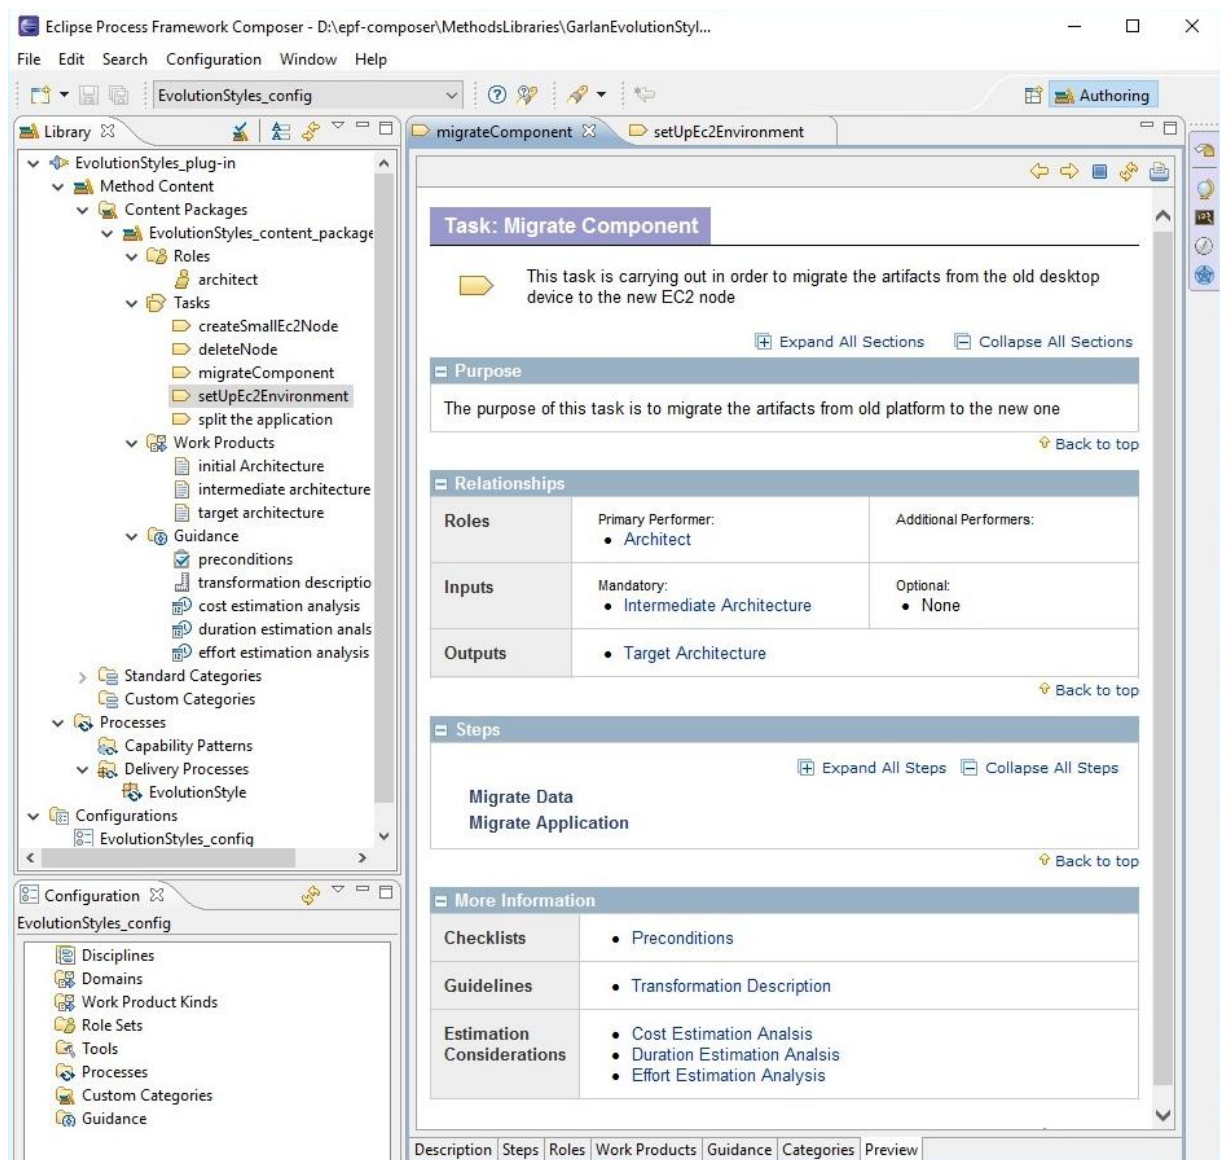 Eclipse Process Framework Composer - D:\epf-composer\MethodsLibraries\GarlanEvolutionStyl...
File Edit Search Configuration Window Help
EvolutionStyles_config
Authoring
Library
EvolutionStyles_plug-in
Method Content
Content Packages
EvolutionStyles_content_package
Roles
architect
Tasks
createSmallEc2Node
deleteNode
migrateComponent
setUpEc2Environment
split the application
Work Products
initial Architecture
intermediate architecture
target architecture
Guidance
preconditions
transformation descriptio
cost estimation analysis
duration estimation anals
effort estimation analysis
Standard Categories
Custom Categories
Processes
Capability Patterns
Delivery Processes
EvolutionStyle
Configurations
EvolutionStyles_config
Configuration
EvolutionStyles_config
Disciplines
Domains
Work Product Kinds
Role Sets
Tools
Processes
Custom Categories
Guidance
migrateComponent setUpEc2Environment
Task: Migrate Component
This task is carrying out in order to migrate the artifacts from the old desktop
device to the new EC2 node
Expand All Sections Collapse All Sections
Purpose
The purpose of this task is to migrate the artifacts from old platform to the new one
Back to top
Relationships
Roles Primary Performer: Additional Performers:
• Architect
Inputs Mandatory: Optional:
• Intermediate Architecture • None
Outputs • Target Architecture
Back to top
Steps
Expand All Steps Collapse All Steps
Migrate Data
Migrate Application
Back to top
More Information
Checklists • Preconditions
Guidelines • Transformation Description
Estimation • Cost Estimation Analsis
Considerations • Duration Estimation Analsis
• Effort Estimation Analysis
Description Steps Roles Work Products Guidance Categories Preview